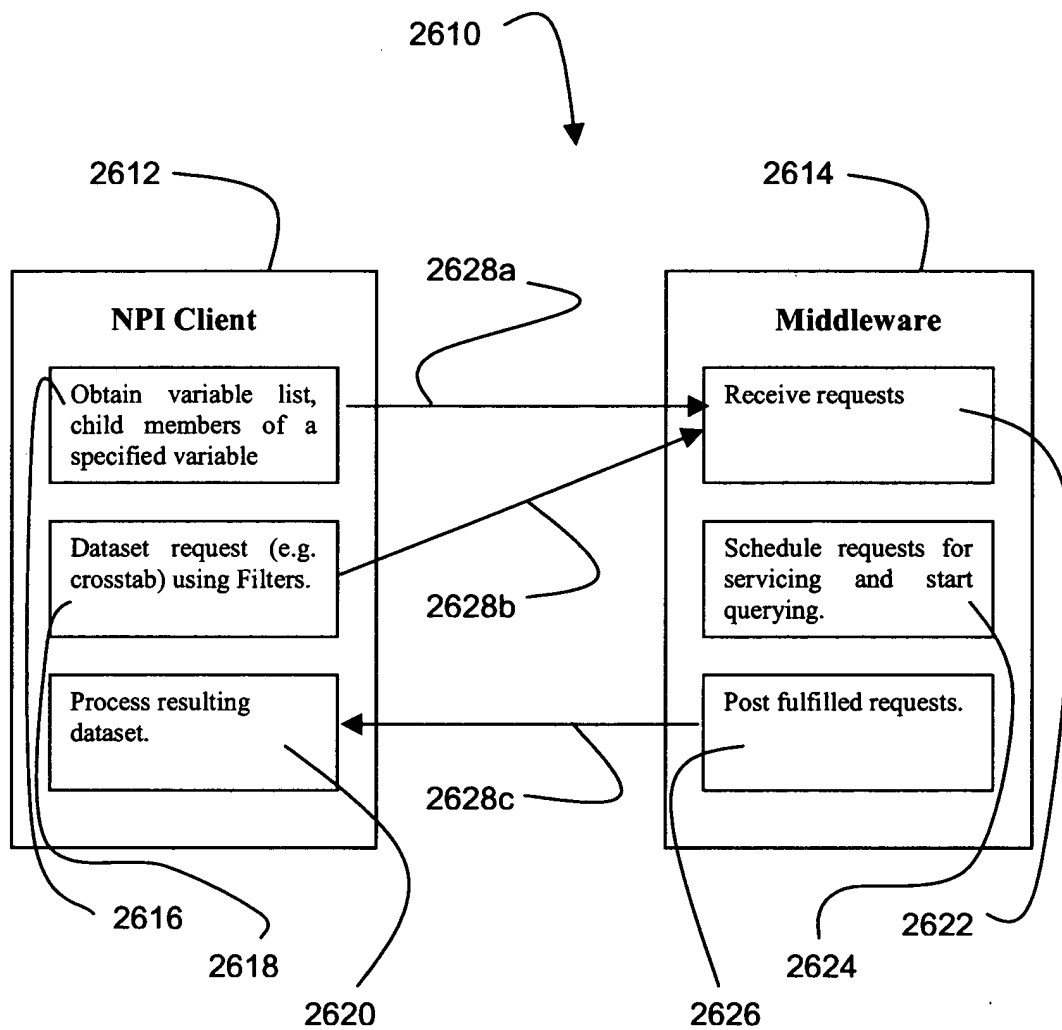 2610
2612
2614
2628a
NPI Client
Middleware
Obtain variable list,
child members of a
specified variable
Receive requests
Dataset request (e.g.
crosstab) using Filters.
2628b
Schedule requests for
servicing and start
querying.
Process resulting
dataset.
Post fulfilled requests.
2628c
2616
2618
2620
2622
2624
2626